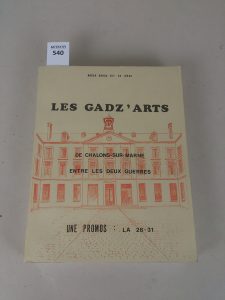 540
LES GADZ'ARTS
DE CHALONS-SUR-MARNE
ENTRE LES DEUX GUERRES
UNE PROMOS : LA 28-31